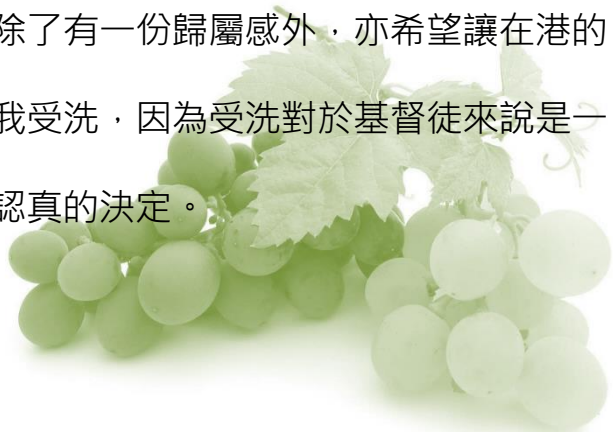 除了有一份歸屬感外，亦希望讓在港的
我受洗，因為受洗對於基督徒來說是一
認真的決定。